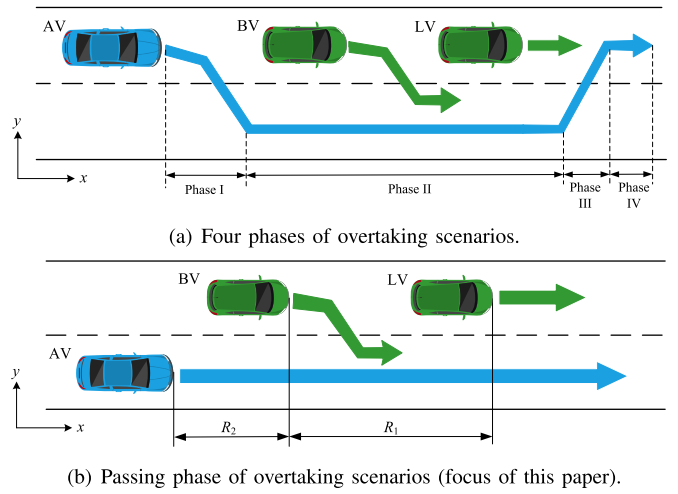 AV
BV
LV
y
x
Phase I
Phase II
Phase
III
Phase
IV
(a) Four phases of overtaking scenarios.
BV
LV
AV
y
x
R2
R1
(b) Passing phase of overtaking scenarios (focus of this paper).